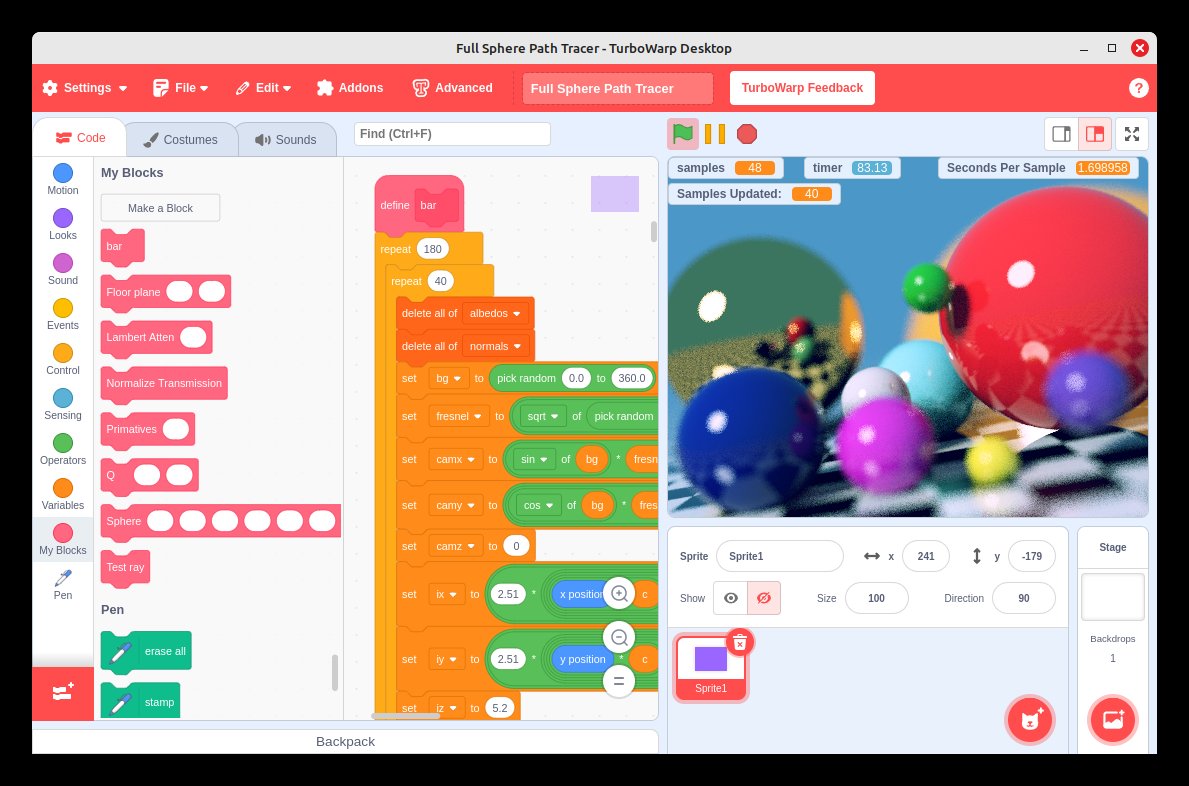 Full Sphere Path Tracer - TurboWarp Desktop
Settings File Edit Addons Advanced Full Sphere Path Tracer TurboWarp Feedback ?
Code Costumes Sounds Find (Ctrl+F)
Motion
Looks
Sound
Events
Control
Sensing
Operators
Variables
My Blocks
Pen
My Blocks
Make a Block
bar
Floor plane
Lambert Atten
Normalize Transmission
Primatives
Q
Sphere
Test ray
Pen
erase all
stamp
define bar
repeat 180
repeat 40
delete all of albedos
delete all of normals
set bg to pick random 0.0 to 360.0
set fresnel to sqrt of pick random
set camx to sin of bg * fresn
set camy to cos of bg * fres
set camz to 0
set ix to 2.51 * x position c
set iy to 2.51 * y position * c
set iz to 5.2
Backpack
samples 48 timer 83.13 Seconds Per Sample 1.698958
Samples Updated: 40
Sprite Sprite1 x 241 y -179
Show Size 100 Direction 90
Sprite1
Stage
Backdrops
1